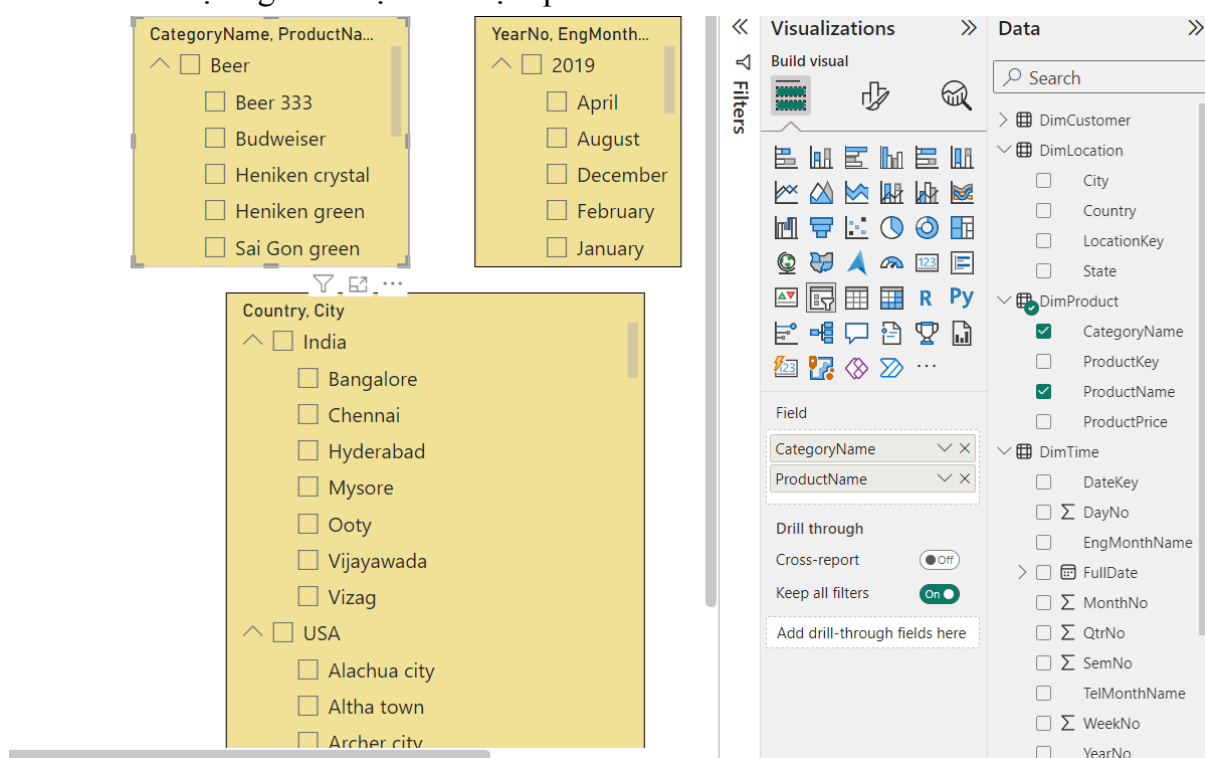 CategoryName, ProductNa...
Beer
Beer 333
Budweiser
Heniken crystal
Heniken green
Sai Gon green
YearNo, EngMonth...
2019
April
August
December
February
January
Country, City
India
Bangalore
Chennai
Hyderabad
Mysore
Ooty
Vijayawada
Vizag
USA
Alachua city
Altha town
Archer city
Filters
Visualizations
Build visual
123
R
Py
123
Field
CategoryName
ProductName
Drill through
Cross-report
Off
Keep all filters
On
Add drill-through fields here
Data
Search
DimCustomer
DimLocation
City
Country
LocationKey
State
DimProduct
CategoryName
ProductKey
ProductName
ProductPrice
DimTime
DateKey
DayNo
EngMonthName
FullDate
MonthNo
QtrNo
SemNo
TelMonthName
WeekNo
YearNo